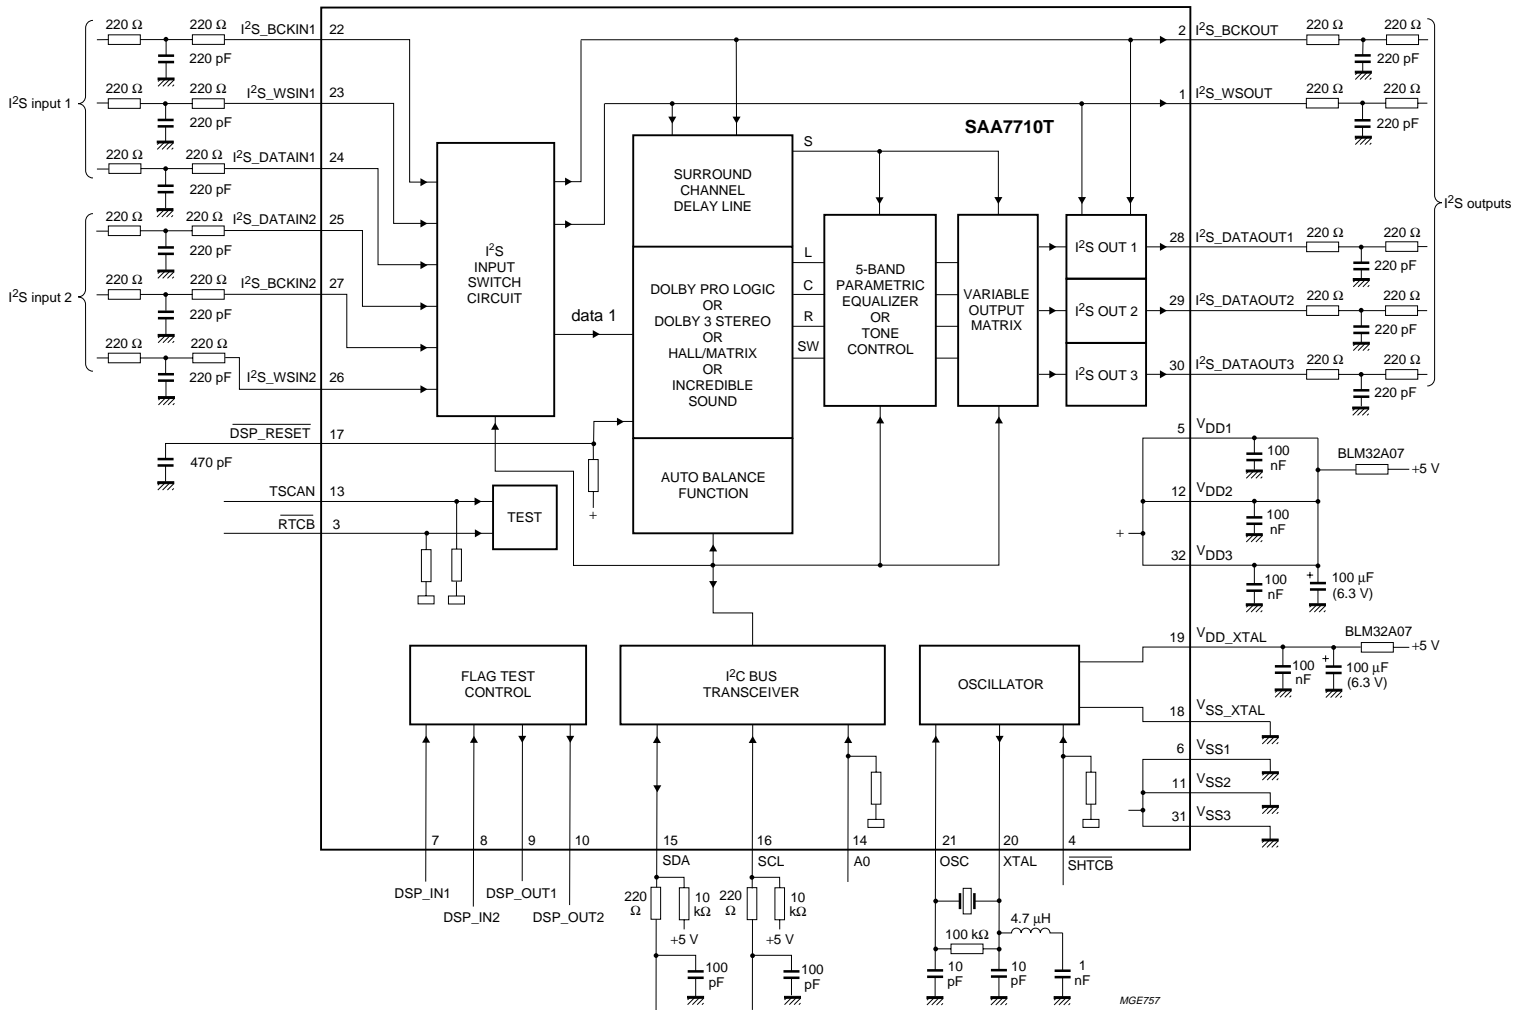 220 Ω 220 Ω I²S_BCKIN1 22
220 pF
220 Ω 220 Ω I²S_WSIN1 23
220 pF
I²S input 1
220 Ω 220 Ω I²S_DATAIN1 24
220 pF
220 Ω 220 Ω I²S_DATAIN2 25
220 pF
220 Ω 220 Ω I²S_BCKIN2 27
220 pF
I²S input 2
220 Ω 220 Ω
220 pF I²S_WSIN2 26
DSP_RESET 17
470 pF
TSCAN 13
RTCB 3
TEST
+
I²S
INPUT
SWITCH
CIRCUIT
data 1
SURROUND
CHANNEL
DELAY LINE
DOLBY PRO LOGIC
OR
DOLBY 3 STEREO
OR
HALL/MATRIX
OR
INCREDIBLE
SOUND
AUTO BALANCE
FUNCTION
S
L
C
R
SW
SAA7710T
5-BAND
PARAMETRIC
EQUALIZER
OR
TONE
CONTROL
VARIABLE
OUTPUT
MATRIX
I²S OUT 1
I²S OUT 2
I²S OUT 3
2 I²S_BCKOUT 220 Ω 220 Ω
220 pF
1 I²S_WSOUT 220 Ω 220 Ω
220 pF
I²S outputs
28 I²S_DATAOUT1 220 Ω 220 Ω
220 pF
29 I²S_DATAOUT2 220 Ω 220 Ω
220 pF
30 I²S_DATAOUT3 220 Ω 220 Ω
220 pF
5 VDD1
100
nF
BLM32A07
+5 V
12 VDD2
100
nF
+
32 VDD3
100
nF
+ 100 μF
(6.3 V)
19 VDD_XTAL
BLM32A07
+5 V
100
nF
+ 100 μF
(6.3 V)
18 VSS_XTAL
6 VSS1
11 VSS2
31 VSS3
FLAG TEST
CONTROL
I²C BUS
TRANSCEIVER
OSCILLATOR
7 8 9 10 15 16 14 21 20 4
SDA SCL A0 OSC XTAL SHTCB
DSP_IN1 DSP_OUT1
DSP_IN2 DSP_OUT2
220
Ω
10
kΩ
+5 V
100
pF
220
Ω
10
kΩ
+5 V
100
pF
4.7 μH
100 kΩ
10
pF
10
pF
1
nF
MGE757